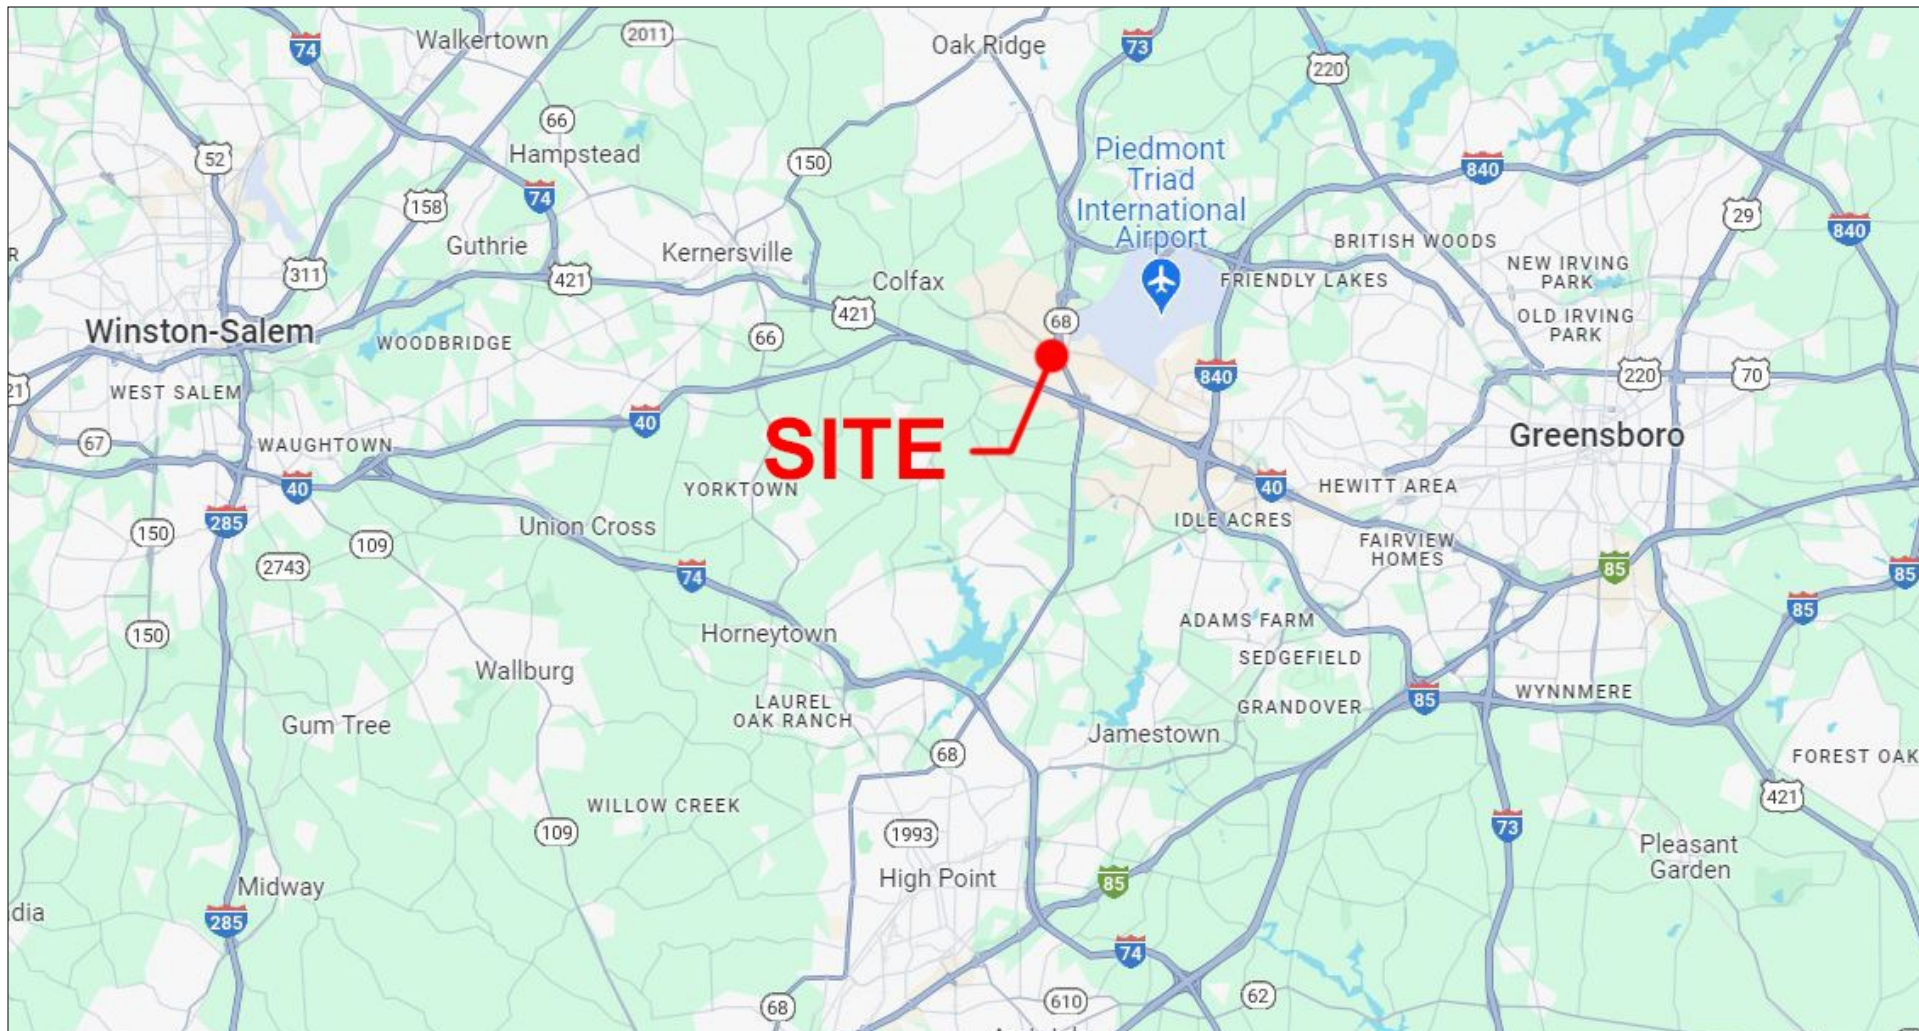 74
Walkertown
2011
Oak Ridge
73
220
66
52
Hampstead
150
Piedmont
Triad
International
Airport
840
74
158
29
840
R
Guthrie
Kernersville
BRITISH WOODS
311
421
Colfax
FRIENDLY LAKES
NEW IRVING
PARK
421
68
OLD IRVING
PARK
Winston-Salem
WOODBRIDGE
66
21
WEST SALEM
840
220
70
40
SITE
67
WAUGHTOWN
Greensboro
40
YORKTOWN
40
HEWITT AREA
285
150
109
Union Cross
IDLE ACRES
FAIRVIEW
HOMES
2743
74
85
85
85
150
Horneytown
ADAMS FARM
Wallburg
SEDGEFIELD
LAUREL
OAK RANCH
GRANDOVER
85
WYNNMERE
Gum Tree
68
Jamestown
FOREST OAK
WILLOW CREEK
421
109
1993
73
Pleasant
Garden
High Point
85
Midway
dia
285
74
68
610
62